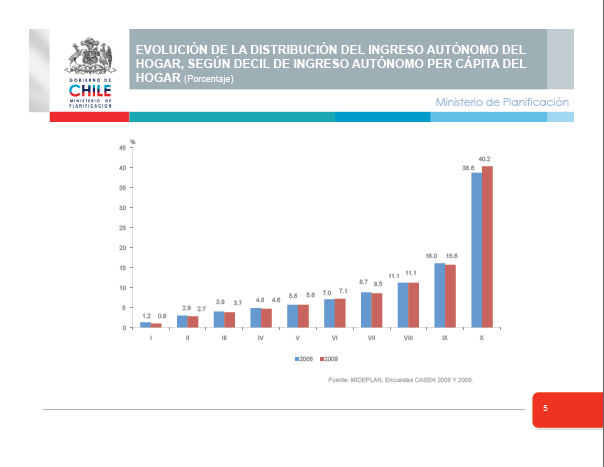 EVOLUCIÓN DE LA DISTRIBUCIÓN DEL INGRESO AUTÓNOMO DEL
HOGAR, SEGÚN DECIL DE INGRESO AUTÓNOMO PER CÁPITA DEL
HOGAR (Porcentaje)
GOBIERNO DE
CHILE
MINISTERIO DE
PLANIFICACIÓN
Ministerio de Planificación
%
45
40
35
30
25
20
15
10
5
0
1.2 0.9
2.9 2.7
3.9 3.7
4.8 4.6
5.6 5.6
7.0 7.1
8.7 8.5
11.1 11.1
16.0 15.6
38.6 40.2
I II III IV V VI VII VIII IX X
2006 2009
Fuente: MIDEPLAN, Encuestas CASEN 2006 Y 2009.
5